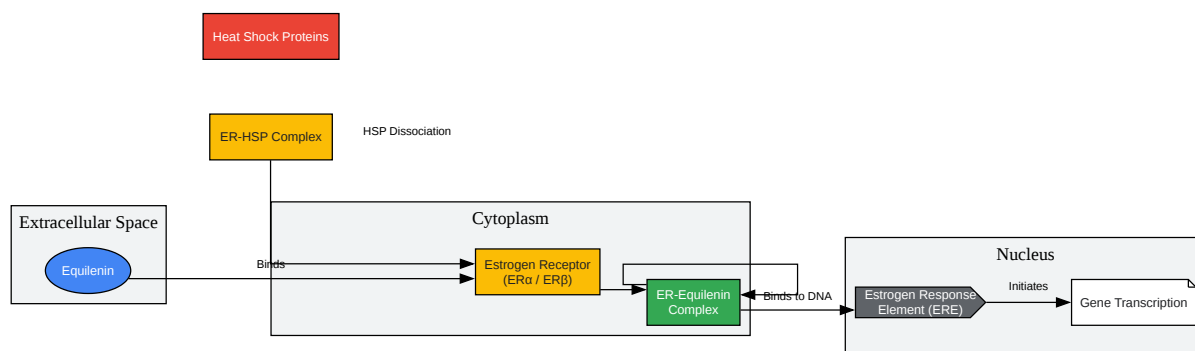 Heat Shock Proteins
ER-HSP Complex
HSP Dissociation
Extracellular Space
Equilenin
Binds
Cytoplasm
Estrogen Receptor
(ERα / ERβ)
ER-Equilenin
Complex
Binds to DNA
Nucleus
Estrogen Response
Element (ERE)
Initiates
Gene Transcription